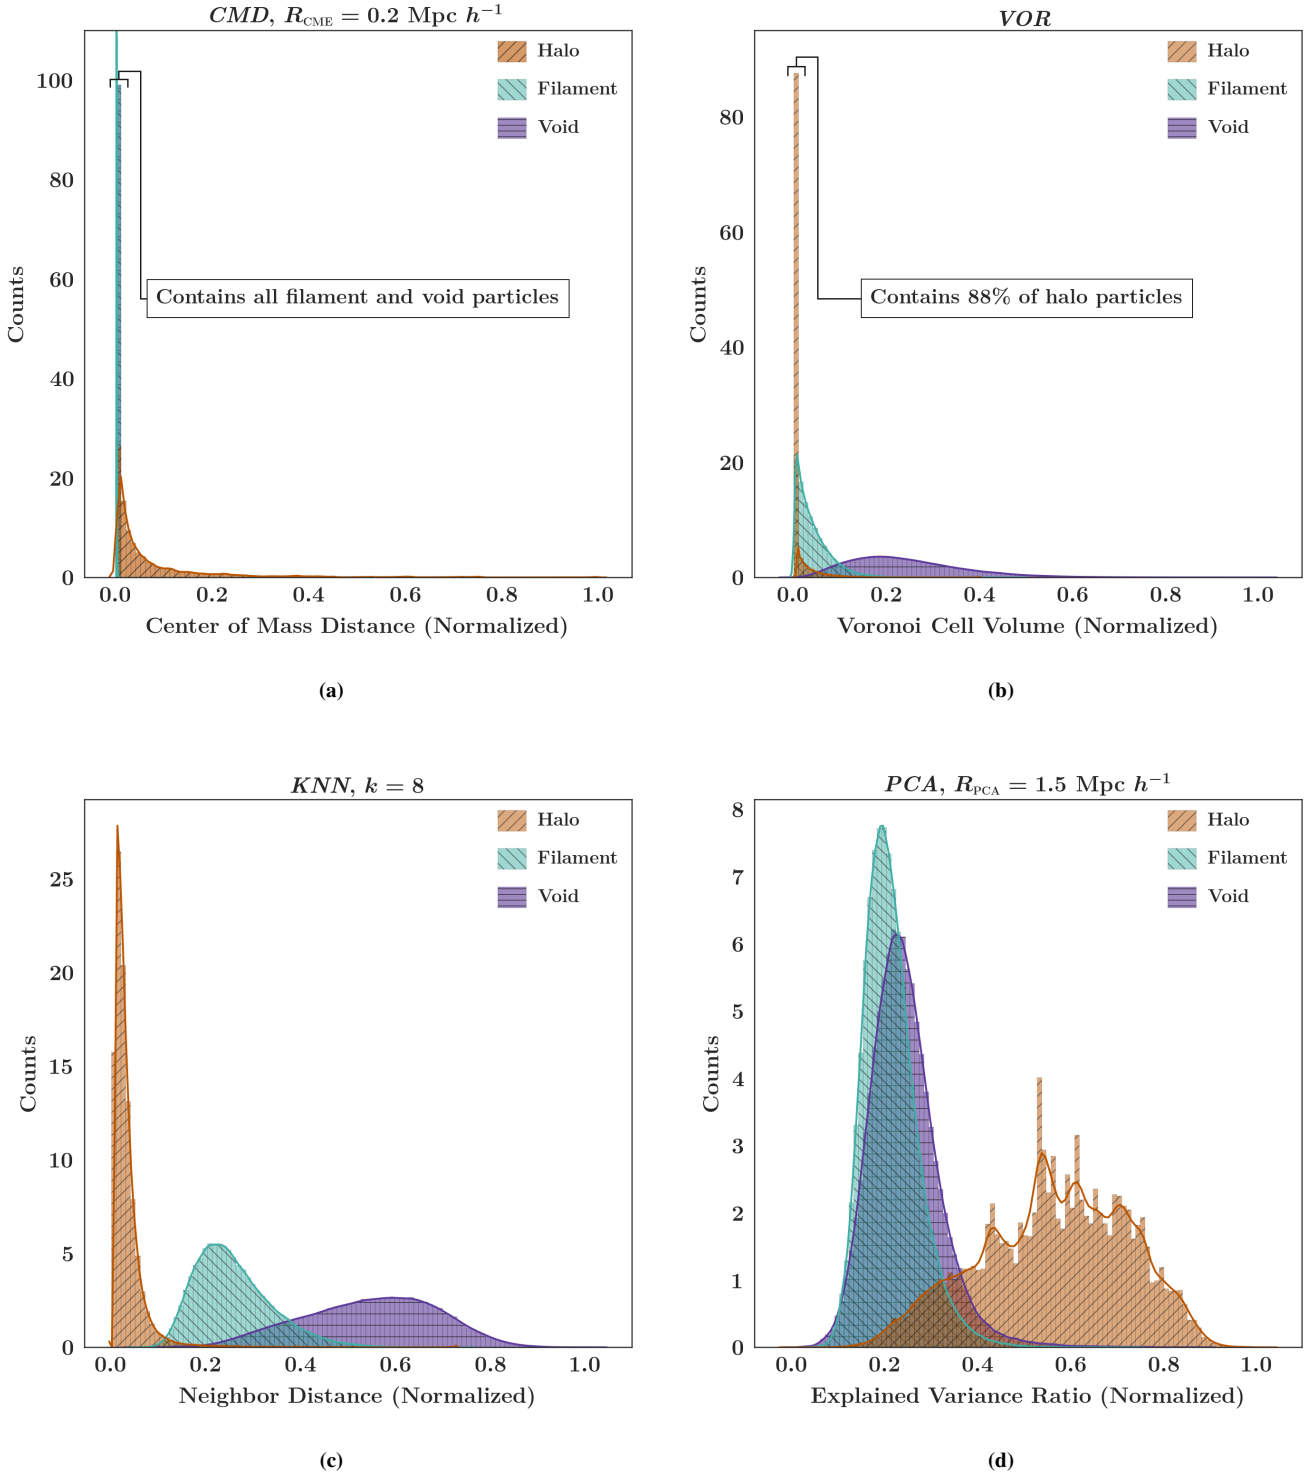 CMD, R_CME = 0.2 Mpc h⁻¹
Halo
Filament
Void
Contains all filament and void particles
Counts
100
80
60
40
20
0
0.0 0.2 0.4 0.6 0.8 1.0
Center of Mass Distance (Normalized)
(a)
VOR
Halo
Filament
Void
Contains 88% of halo particles
Counts
80
60
40
20
0
0.0 0.2 0.4 0.6 0.8 1.0
Voronoi Cell Volume (Normalized)
(b)
KNN, k = 8
Halo
Filament
Void
Counts
25
20
15
10
5
0
0.0 0.2 0.4 0.6 0.8 1.0
Neighbor Distance (Normalized)
(c)
PCA, R_PCA = 1.5 Mpc h⁻¹
Halo
Filament
Void
Counts
8
7
6
5
4
3
2
1
0
0.0 0.2 0.4 0.6 0.8 1.0
Explained Variance Ratio (Normalized)
(d)